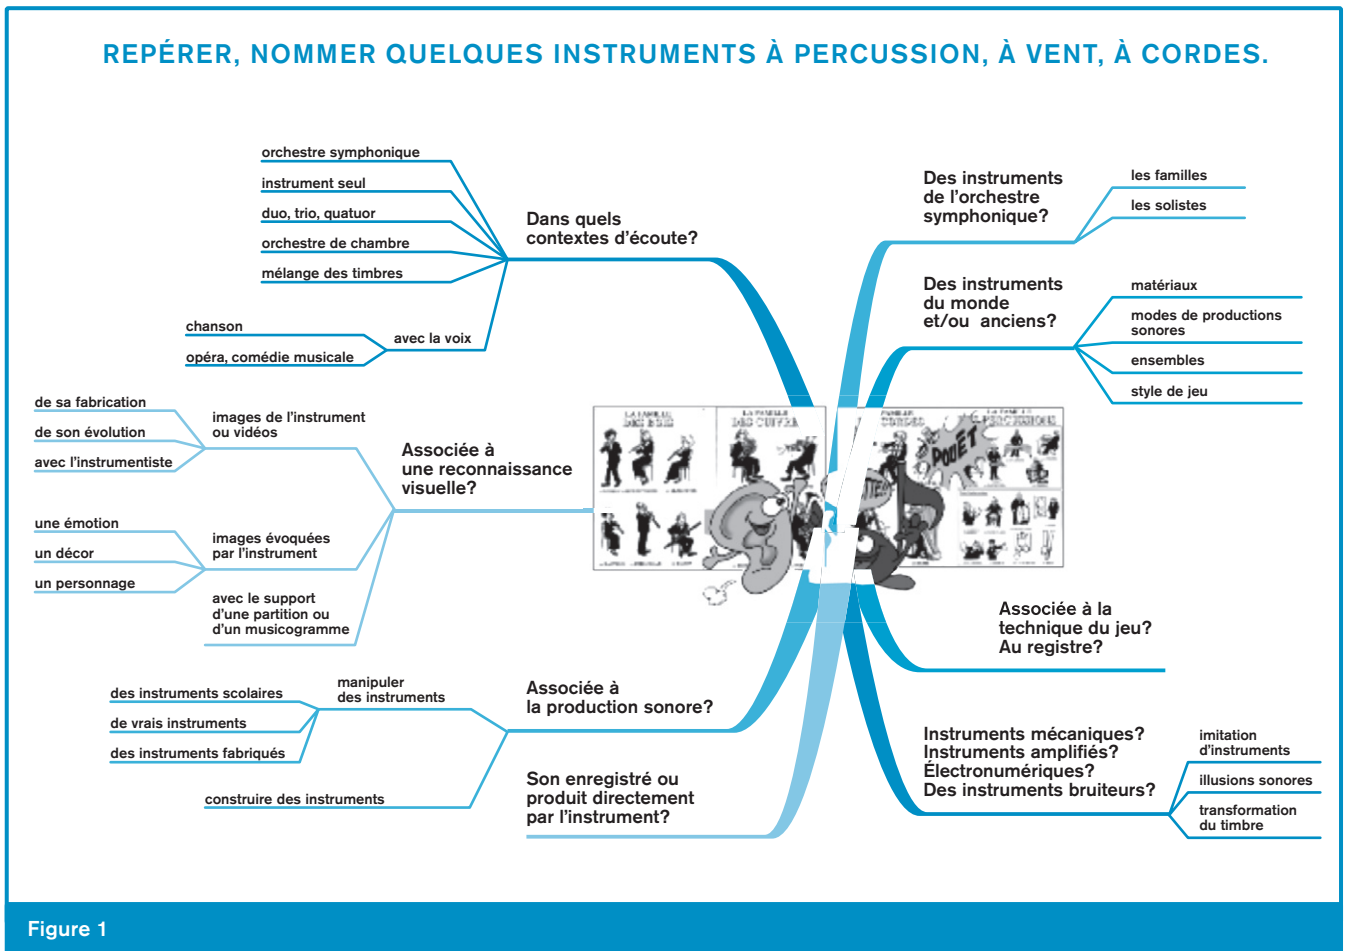 REPÉRER, NOMMER QUELQUES INSTRUMENTS À PERCUSSION, À VENT, À CORDES.
orchestre symphonique
instrument seul
duo, trio, quatuor
orchestre de chambre
mélange des timbres
Dans quels
contextes d'écoute?
chanson
opéra, comédie musicale
avec la voix
de sa fabrication
de son évolution
avec l'instrumentiste
images de l'instrument
ou vidéos
Associée à
une reconnaissance
visuelle?
une émotion
un décor
un personnage
images évoquées
par l'instrument
avec le support
d'une partition ou
d'un musicogramme
des instruments scolaires
de vrais instruments
des instruments fabriqués
manipuler
des instruments
construire des instruments
Associée à
la production sonore?
Son enregistré ou
produit directement
par l'instrument?
LA FAMILLE
DES BOIS
LA FAMILLE
DES CUIVRA
FAMILLE
CORDES
LA FAMILLE
PERCUSSIONS
POUÊT
Des instruments
de l'orchestre
symphonique?
les familles
les solistes
Des instruments
du monde
et/ou anciens?
matériaux
modes de productions
sonores
ensembles
style de jeu
Associée à la
technique du jeu?
Au registre?
Instruments mécaniques?
Instruments amplifiés?
Électronumériques?
Des instruments bruiteurs?
imitation
d'instruments
illusions sonores
transformation
du timbre
Figure 1